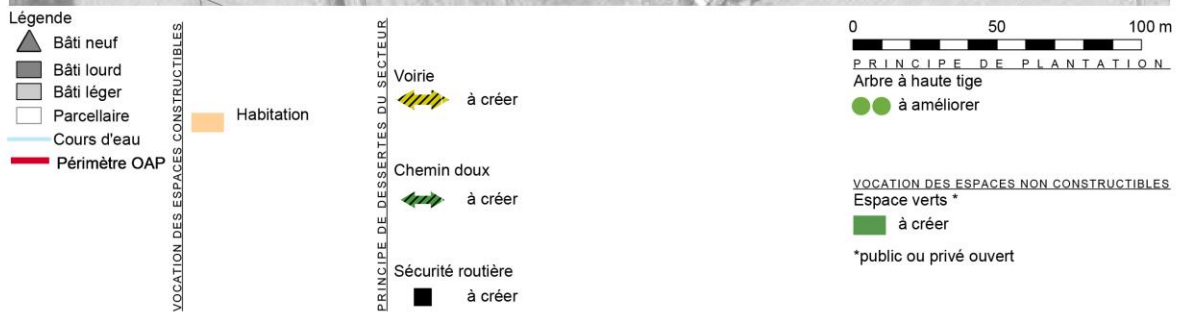 Légende
Bâti neuf
Bâti lourd
Bâti léger
Parcellaire
Cours d'eau
Périmètre OAP
VOCATION DES ESPACES CONSTRUCTIBLES
Habitation
PRINCIPE DE DESSERTES DU SECTEUR
Voirie
à créer
Chemin doux
à créer
Sécurité routière
à créer
0 50 100 m
PRINCIPE DE PLANTATION
Arbre à haute tige
à améliorer
VOCATION DES ESPACES NON CONSTRUCTIBLES
Espace verts *
à créer
*public ou privé ouvert